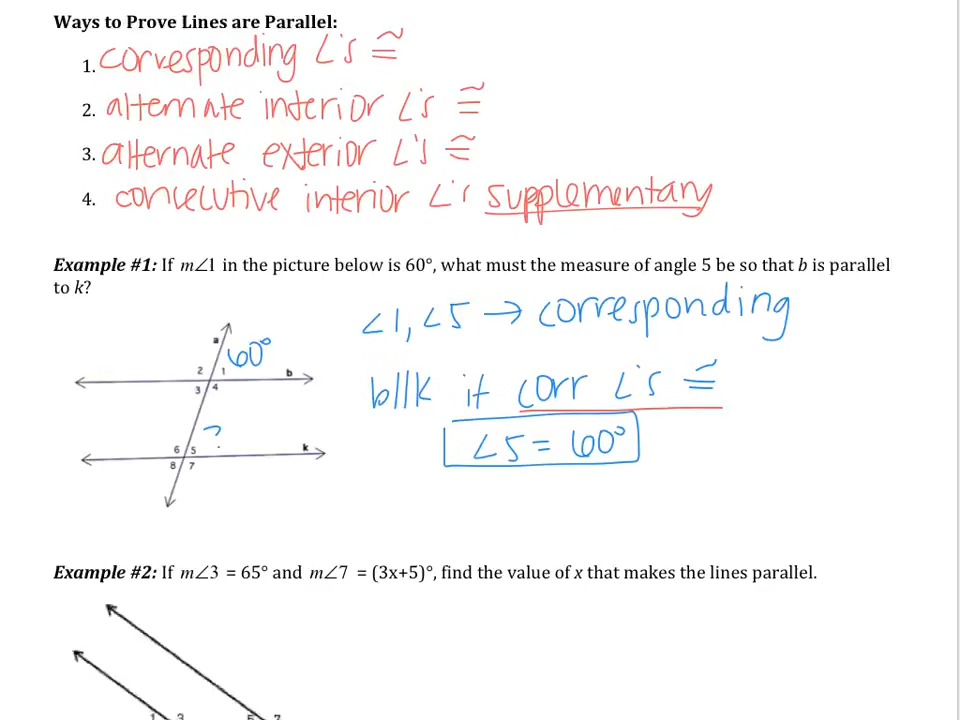 Ways to Prove Lines are Parallel:
1. corresponding ∠'s ≅
2. alternate interior ∠'s ≅
3. alternate exterior ∠'s ≅
4. consecutive interior ∠'s supplementary
Example #1: If m∠1 in the picture below is 60°, what must the measure of angle 5 be so that b is parallel
to k?
∠1, ∠5 → corresponding
a
60°
2 1 b
3 4
b||k if corr ∠'s ≅
?
∠5 = 60°
6 5 k
8 7
Example #2: If m∠3 = 65° and m∠7 = (3x+5)°, find the value of x that makes the lines parallel.
1 3